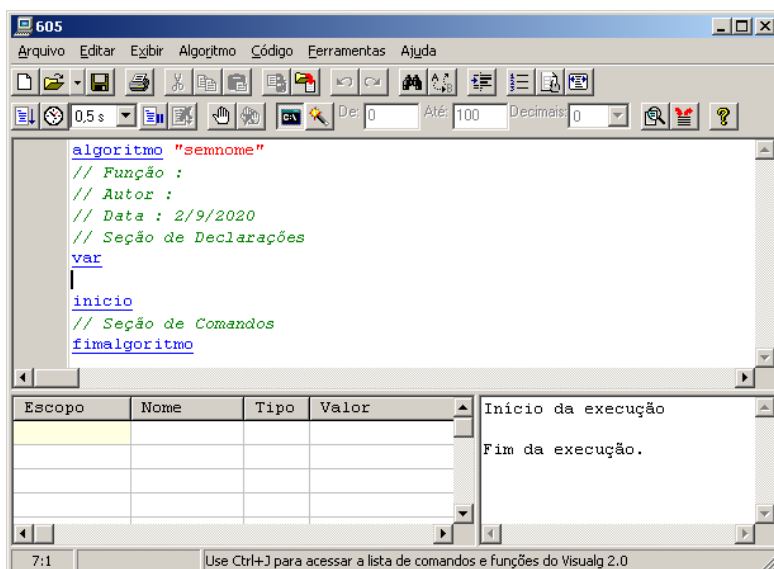 605
Arquivo Editar Exibir Algoritmo Código Ferramentas Ajuda
0,5 s De: 0 Até: 100 Decimais: 0
algoritmo "semnome"
// Função :
// Autor :
// Data : 2/9/2020
// Seção de Declarações
var
inicio
// Seção de Comandos
fimalgoritmo
Escopo Nome Tipo Valor
Início da execução
Fim da execução.
7:1 Use Ctrl+J para acessar a lista de comandos e funções do Visualg 2.0